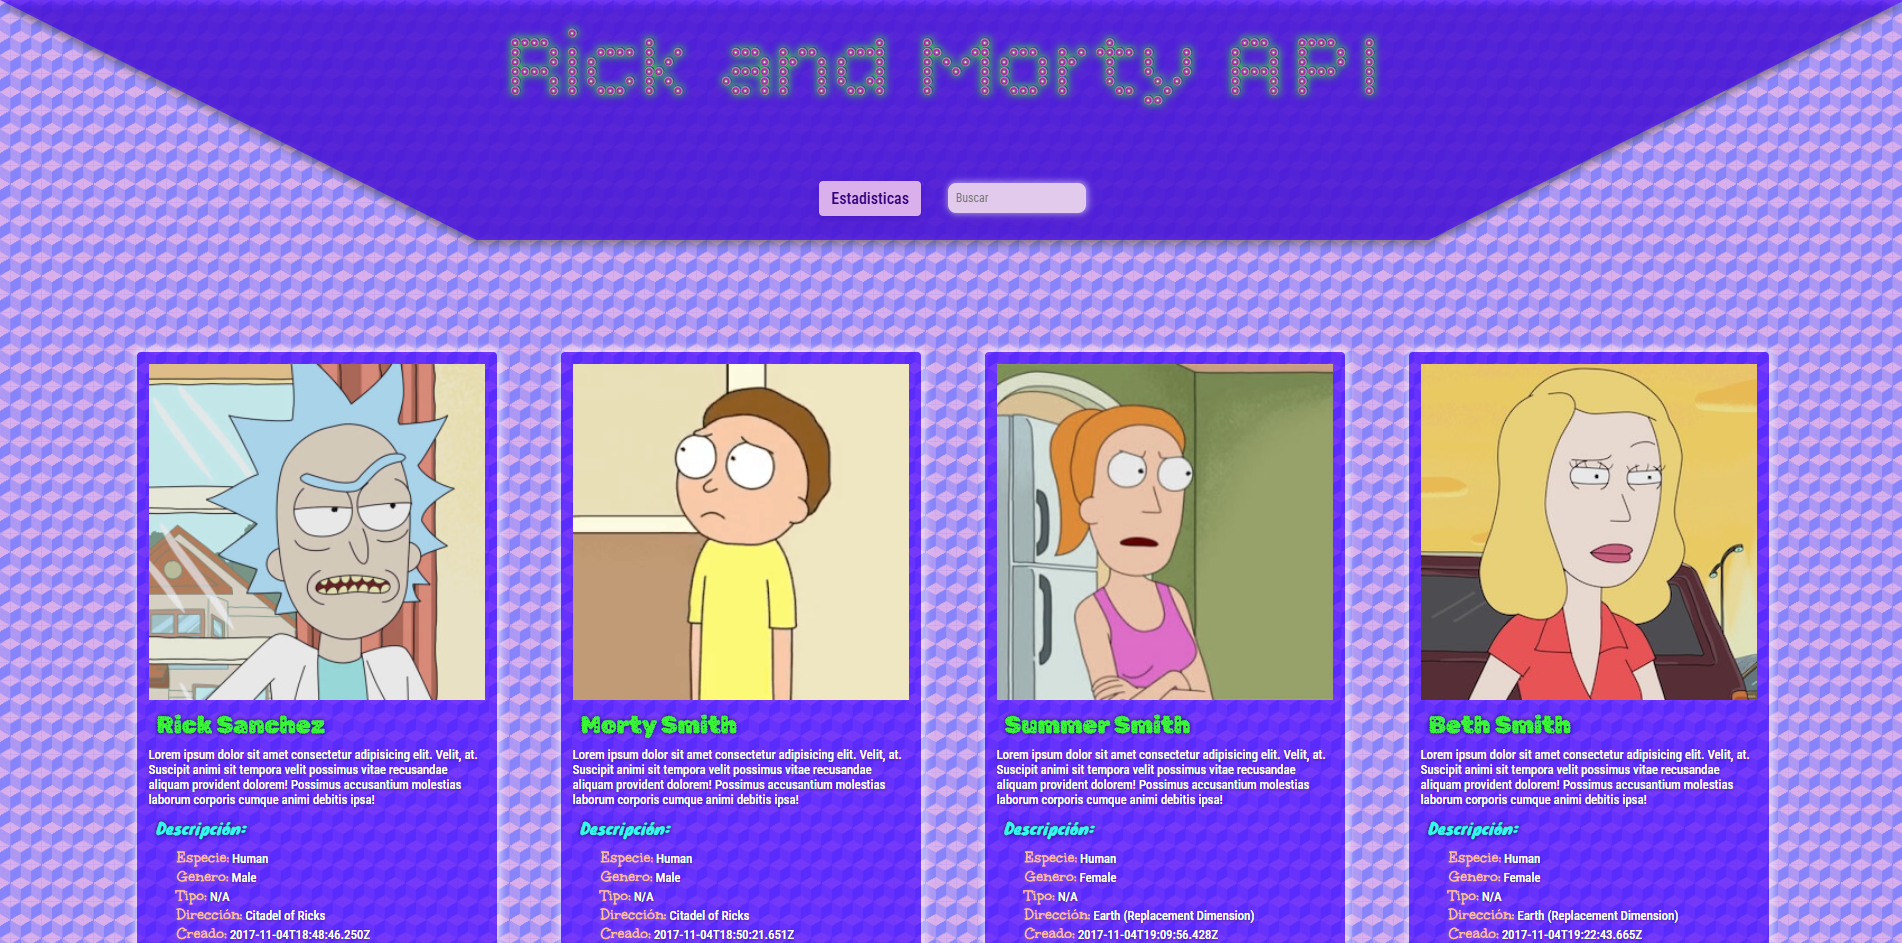 Rick and Morty API
Estadisticas
Buscar
Rick Sanchez
Lorem ipsum dolor sit amet consectetur adipisicing elit. Velit, at.
Suscipit animi sit tempora velit possimus vitae recusandae
aliquam provident dolorem! Possimus accusantium molestias
laborum corporis cumque animi debitis ipsa!
Descripción:
Especie: Human
Genero: Male
Tipo: N/A
Dirección: Citadel of Ricks
Creado: 2017-11-04T18:48:46.250Z
Morty Smith
Lorem ipsum dolor sit amet consectetur adipisicing elit. Velit, at.
Suscipit animi sit tempora velit possimus vitae recusandae
aliquam provident dolorem! Possimus accusantium molestias
laborum corporis cumque animi debitis ipsa!
Descripción:
Especie: Human
Genero: Male
Tipo: N/A
Dirección: Citadel of Ricks
Creado: 2017-11-04T18:50:21.651Z
Summer Smith
Lorem ipsum dolor sit amet consectetur adipisicing elit. Velit, at.
Suscipit animi sit tempora velit possimus vitae recusandae
aliquam provident dolorem! Possimus accusantium molestias
laborum corporis cumque animi debitis ipsa!
Descripción:
Especie: Human
Genero: Female
Tipo: N/A
Dirección: Earth (Replacement Dimension)
Creado: 2017-11-04T19:09:56.428Z
Beth Smith
Lorem ipsum dolor sit amet consectetur adipisicing elit. Velit, at.
Suscipit animi sit tempora velit possimus vitae recusandae
aliquam provident dolorem! Possimus accusantium molestias
laborum corporis cumque animi debitis ipsa!
Descripción:
Especie: Human
Genero: Female
Tipo: N/A
Dirección: Earth (Replacement Dimension)
Creado: 2017-11-04T19:22:43.665Z